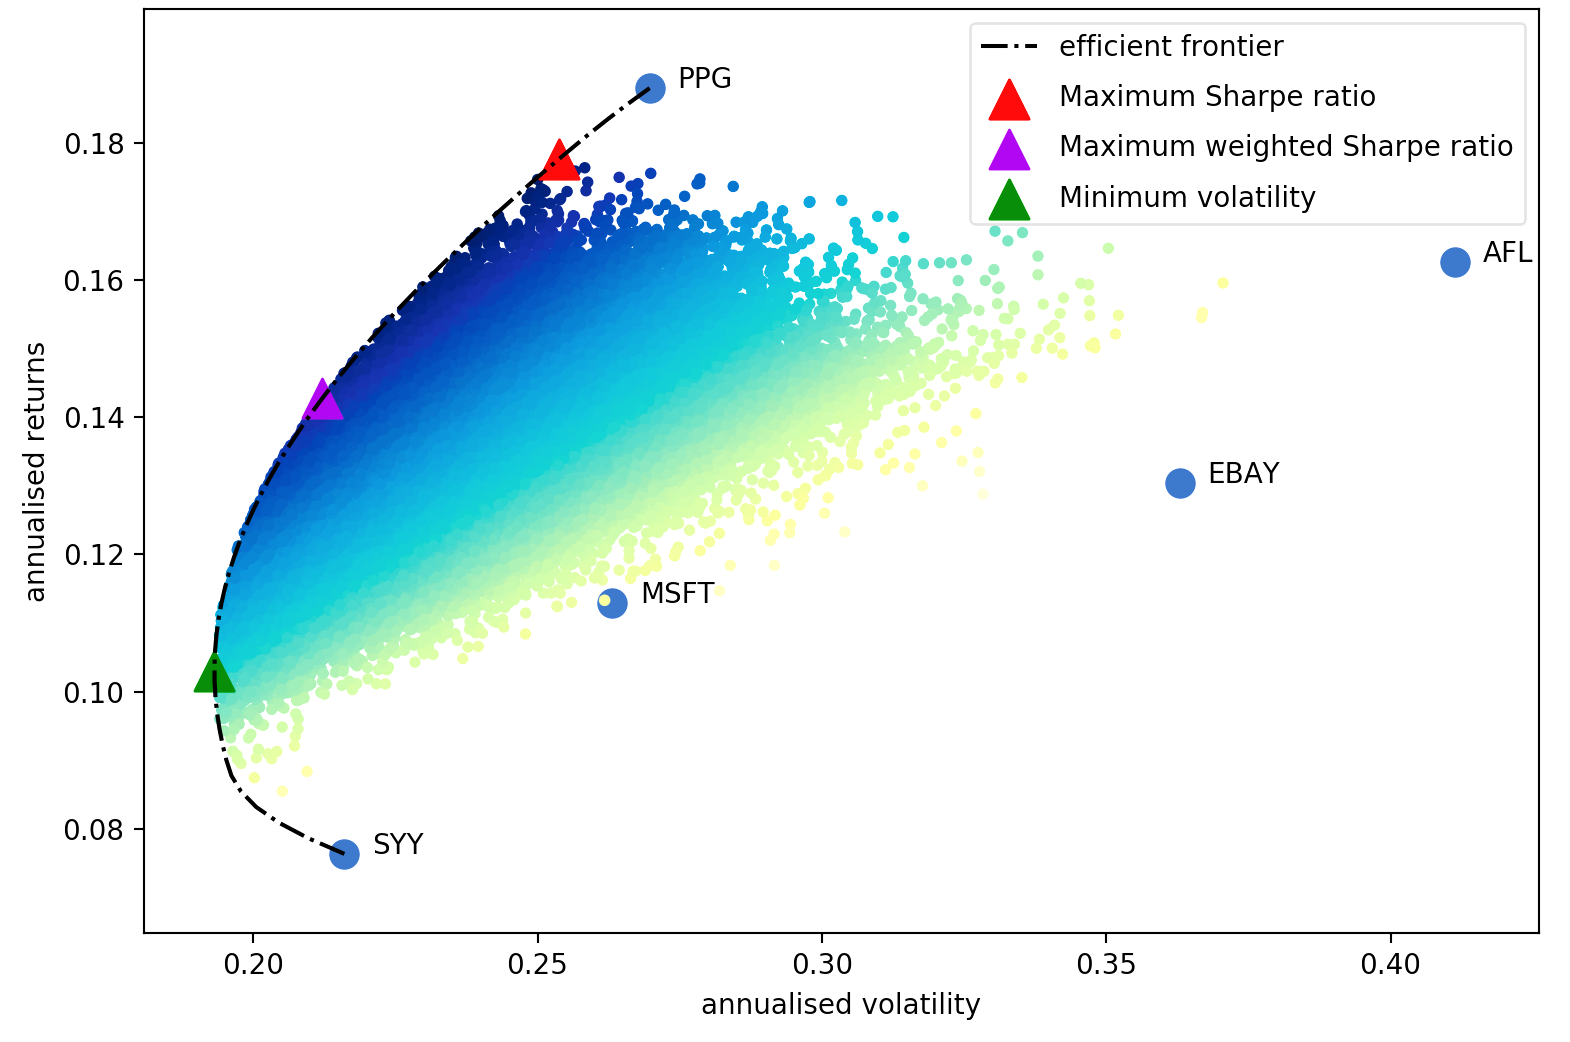 efficient frontier
Maximum Sharpe ratio
Maximum weighted Sharpe ratio
Minimum volatility
PPG
AFL
EBAY
MSFT
SYY
annualised returns
0.18
0.16
0.14
0.12
0.10
0.08
0.20 0.25 0.30 0.35 0.40
annualised volatility